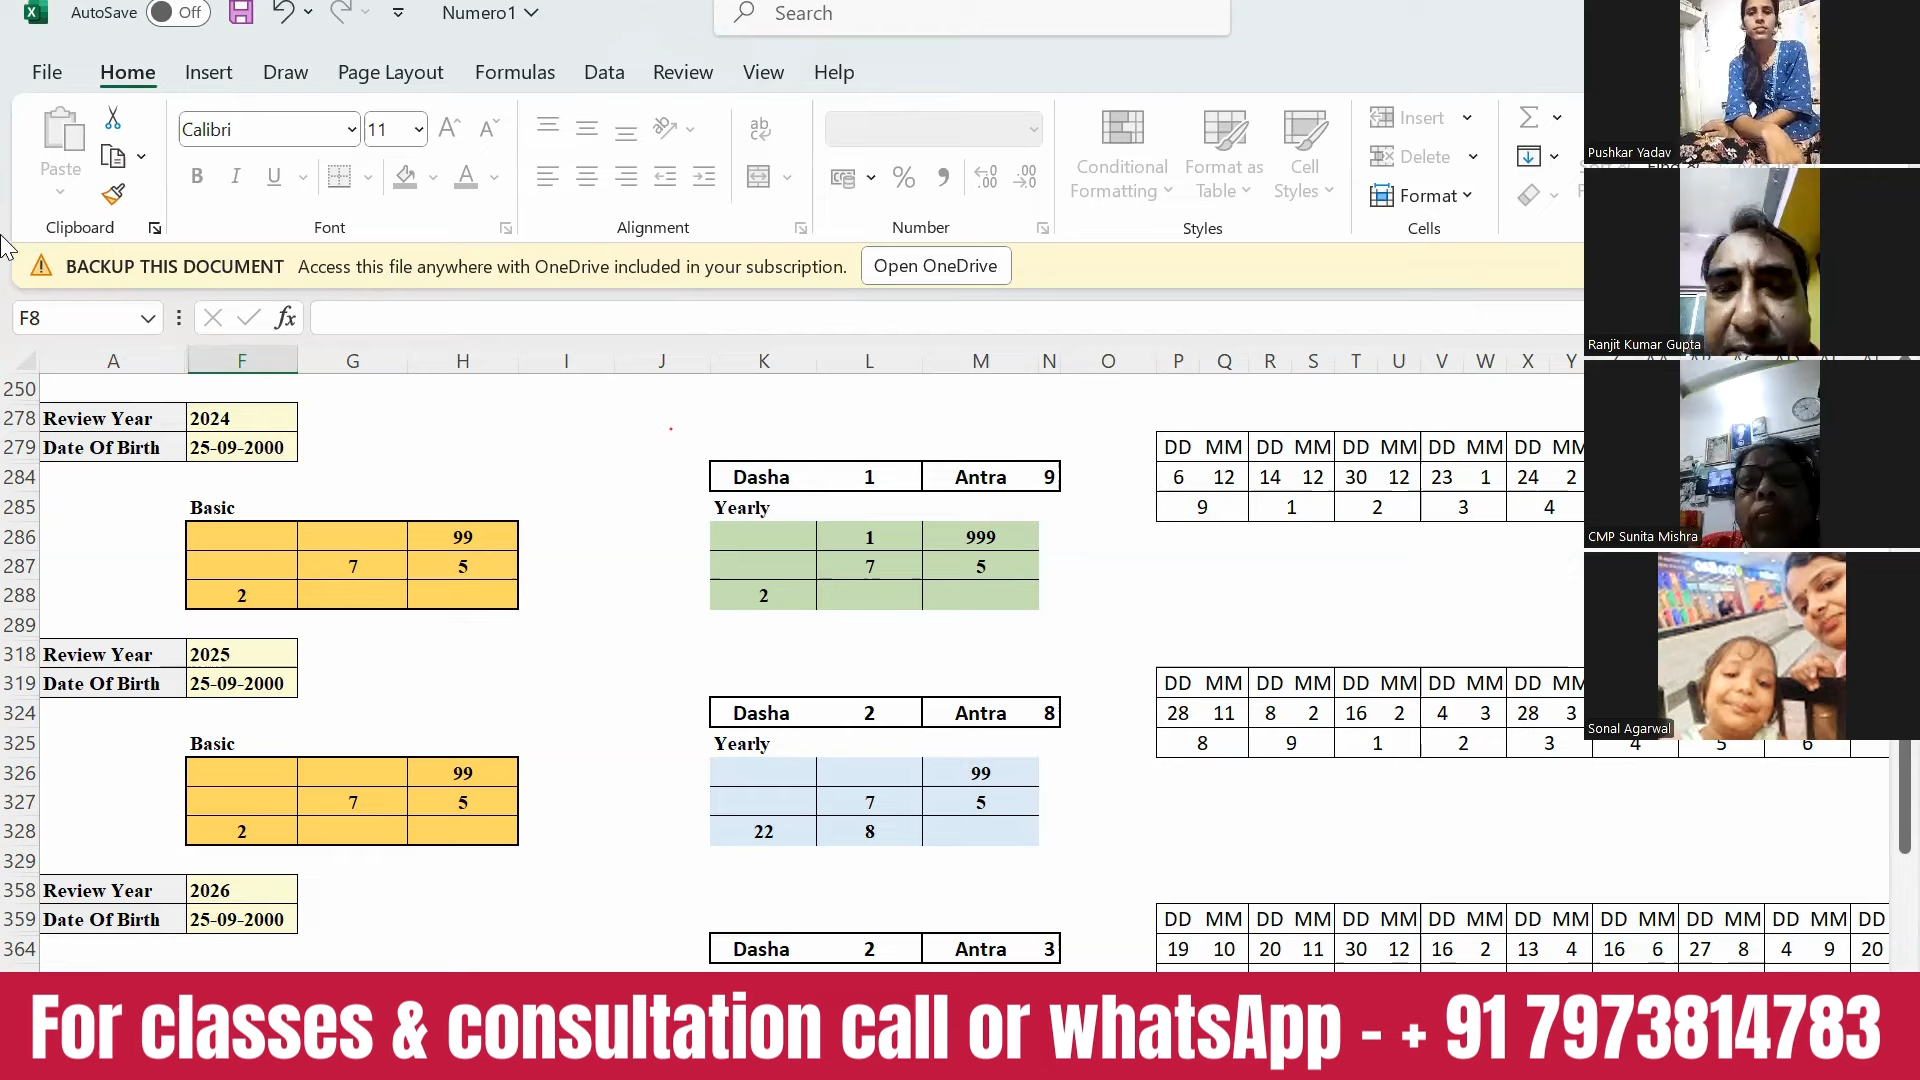 AutoSave Off Numero1 Search
File Home Insert Draw Page Layout Formulas Data Review View Help
Calibri 11
Paste
Conditional Formatting
Format as Table
Cell Styles
Insert
Delete
Format
Clipboard Font Alignment Number Styles Cells
BACKUP THIS DOCUMENT Access this file anywhere with OneDrive included in your subscription. Open OneDrive
F8 fx
A F G H I J K L M N O P Q R S T U V W X Y
250
278 Review Year 2024
279 Date Of Birth 25-09-2000 DD MM DD MM DD MM DD MM DD MM
284 Dasha 1 Antra 9 6 12 14 12 30 12 23 1 24 2
285 Basic Yearly 9 1 2 3 4
286 99 1 999
287 7 5 7 5
288 2 2
289
318 Review Year 2025
319 Date Of Birth 25-09-2000 DD MM DD MM DD MM DD MM DD MM
324 Dasha 2 Antra 8 28 11 8 2 16 2 4 3 28 3
325 Basic Yearly 8 9 1 2 3 4 5 6
326 99 99
327 7 5 7 5
328 2 22 8
329
358 Review Year 2026
359 Date Of Birth 25-09-2000 DD MM DD MM DD MM DD MM DD MM DD MM DD MM DD MM DD
364 Dasha 2 Antra 3 19 10 20 11 30 12 16 2 13 4 16 6 27 8 4 9 20
Pushkar Yadav
Ranjit Kumar Gupta
CMP Sunita Mishra
Sonal Agarwal
For classes & consultation call or whatsApp - + 91 7973814783